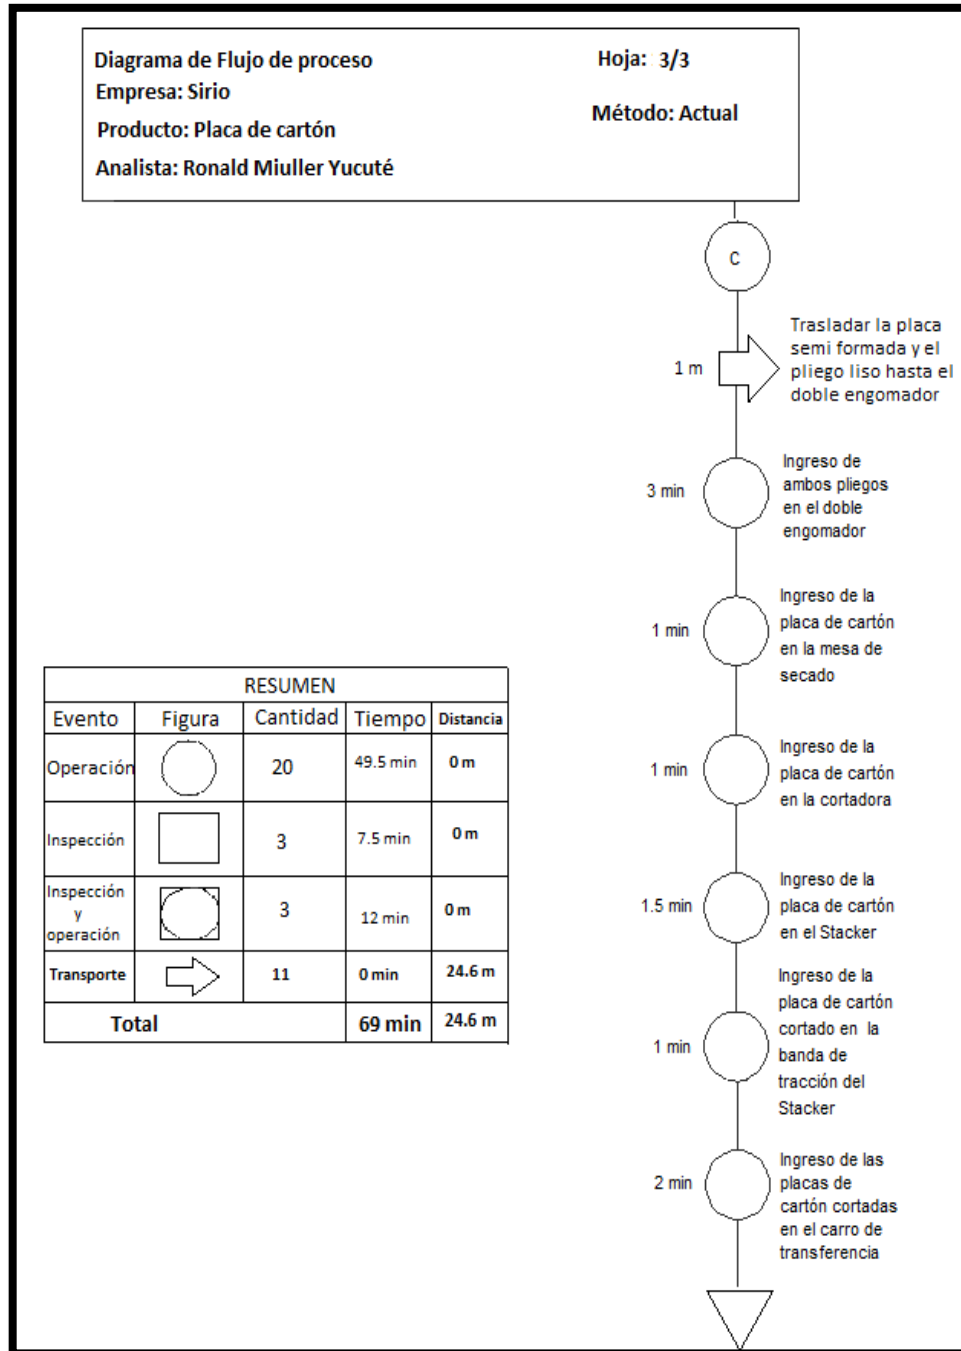 Diagrama de Flujo de proceso
Hoja: 3/3
Empresa: Sirio
Método: Actual
Producto: Placa de cartón
Analista: Ronald Miuller Yucuté
C
1 m
Trasladar la placa
semi formada y el
pliego liso hasta el
doble engomador
3 min
Ingreso de
ambos pliegos
en el doble
engomador
1 min
Ingreso de la
placa de cartón
en la mesa de
secado
1 min
Ingreso de la
placa de cartón
en la cortadora
1.5 min
Ingreso de la
placa de cartón
en el Stacker
1 min
Ingreso de la
placa de cartón
cortado en la
banda de
tracción del
Stacker
2 min
Ingreso de las
placas de
cartón cortadas
en el carro de
transferencia
RESUMEN
Evento Figura Cantidad Tiempo Distancia
Operación 20 49.5 min 0 m
Inspección 3 7.5 min 0 m
Inspección
y
operación
3 12 min 0 m
Transporte 11 0 min 24.6 m
Total 69 min 24.6 m